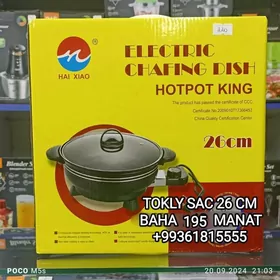 HAI XIAO
ELECTRIC
CHAFING DISH
HOTPOT KING
26cm
TOKLY SAC 26 CM
BAHA 195 MANAT
+99361815555
Blender
POCO M5s
20.09.2024 21:03